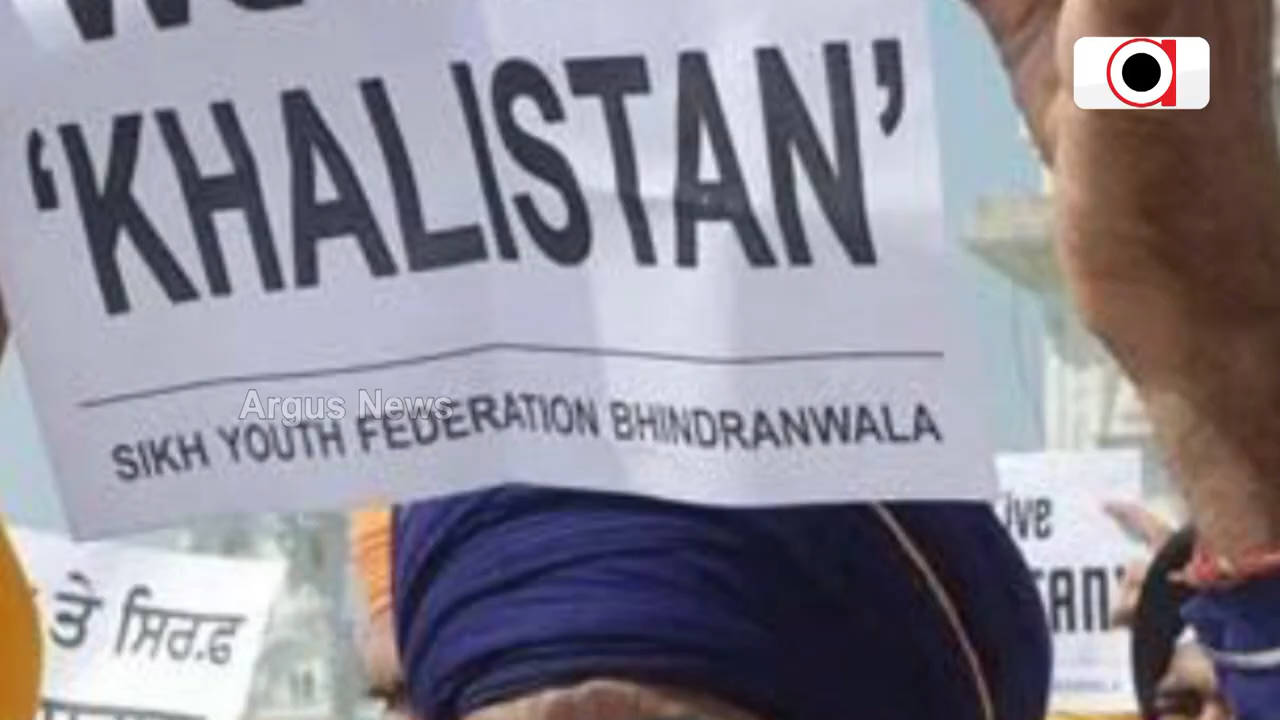 'KHALISTAN'
SIKH YOUTH FEDERATION BHINDRANWALA
Argus News
ਤੇ ਸਿਰਫ਼